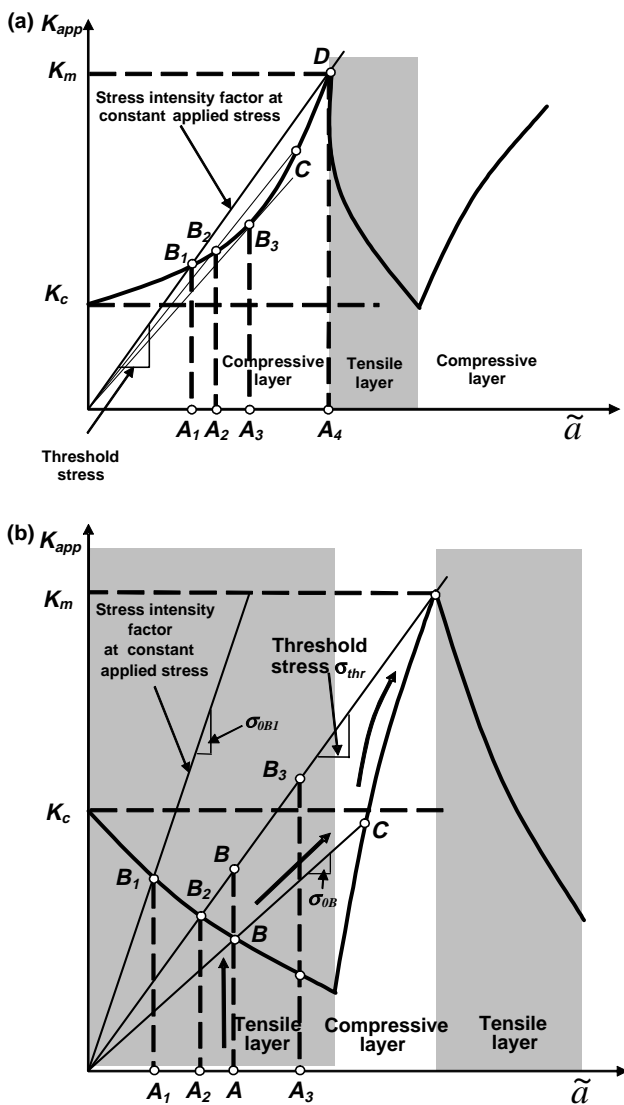 (a)
K_app
K_m
D
Stress intensity factor at
constant applied stress
C
B_1
B_2
B_3
K_c
Compressive
layer
Tensile
layer
Compressive
layer
Threshold
stress
A_1
A_2
A_3
A_4
ã
(b)
K_app
K_m
Stress intensity
factor
at constant
applied stress
Threshold
stress σ_thr
σ_0B1
B_3
K_c
C
B_1
B
B_2
σ_0B
B
Tensile
layer
Compressive
layer
Tensile
layer
A_1
A_2
A
A_3
ã